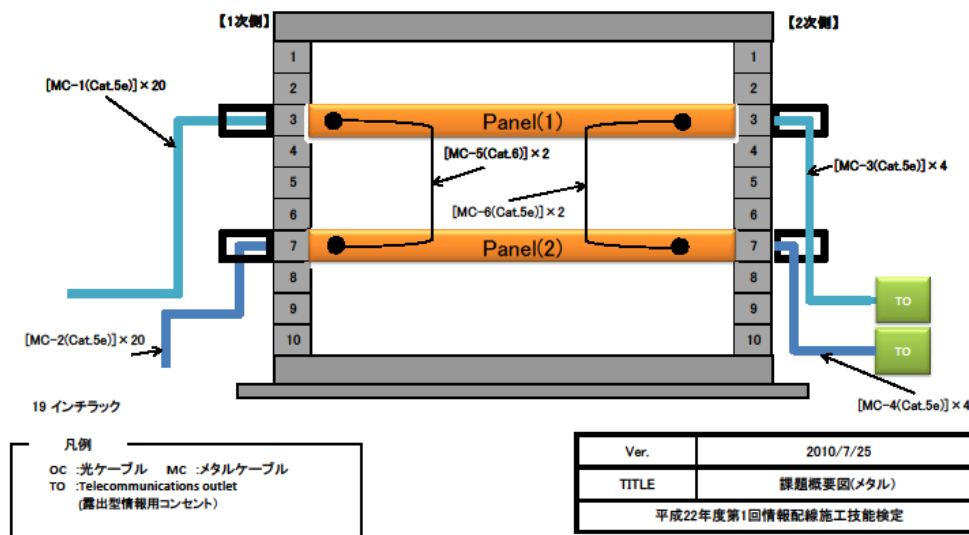 【1次側】
【2次側】
1
2
3
4
5
6
7
8
9
10
1
2
3
4
5
6
7
8
9
10
[MC-1(Cat.5e)]×20
Panel(1)
[MC-5(Cat.6)]×2
[MC-3(Cat.5e)]×4
[MC-6(Cat.5e)]×2
Panel(2)
TO
TO
[MC-2(Cat.5e)]×20
[MC-4(Cat.5e)]×4
19 インチラック
凡例
OC :光ケーブル MC :メタルケーブル
TO :Telecommunications outlet
(露出型情報用コンセント)
Ver. 2010/7/25
TITLE 課題概要図(メタル)
平成22年度第1回情報配線施工技能検定